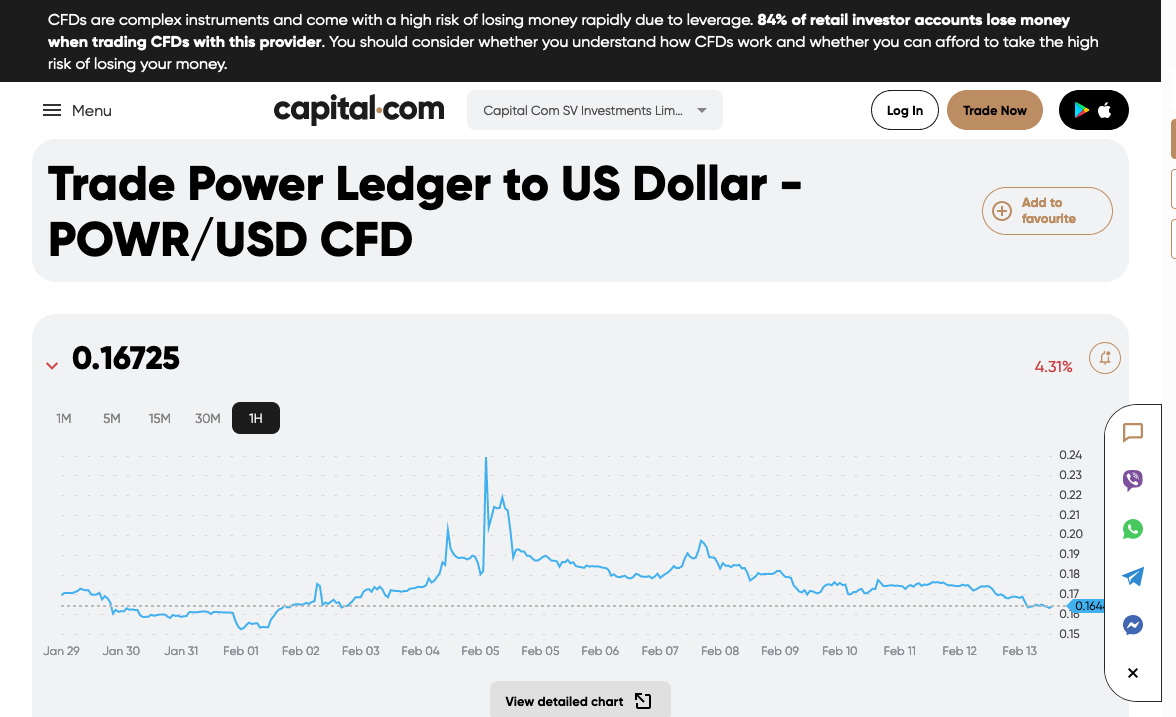 CFDs are complex instruments and come with a high risk of losing money rapidly due to leverage. 84% of retail investor accounts lose money
when trading CFDs with this provider. You should consider whether you understand how CFDs work and whether you can afford to take the high
risk of losing your money.
Menu
capital.com
Capital Com SV Investments Lim...
Log In
Trade Now
Trade Power Ledger to US Dollar -
POWR/USD CFD
Add to
favourite
0.16725
4.31%
1M 5M 15M 30M 1H
0.24
0.23
0.22
0.21
0.20
0.19
0.18
0.17
0.16
0.15
Jan 29 Jan 30 Jan 31 Feb 01 Feb 02 Feb 03 Feb 04 Feb 05 Feb 05 Feb 06 Feb 07 Feb 08 Feb 09 Feb 10 Feb 11 Feb 12 Feb 13
View detailed chart